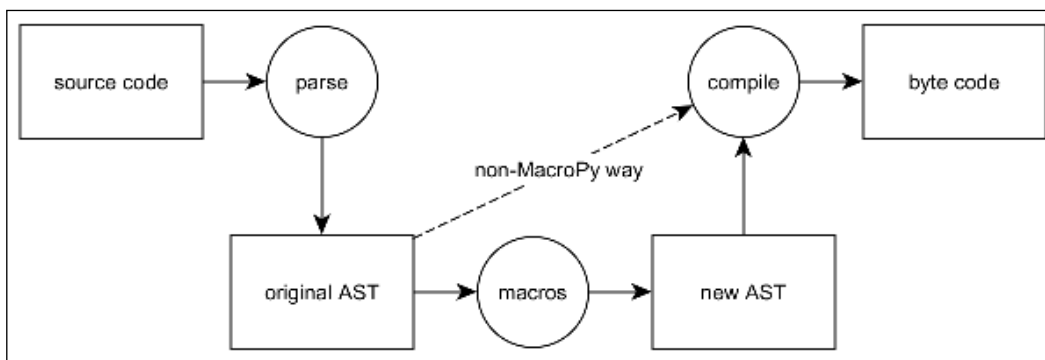 source code
parse
compile
byte code
non-MacroPy way
original AST
macros
new AST